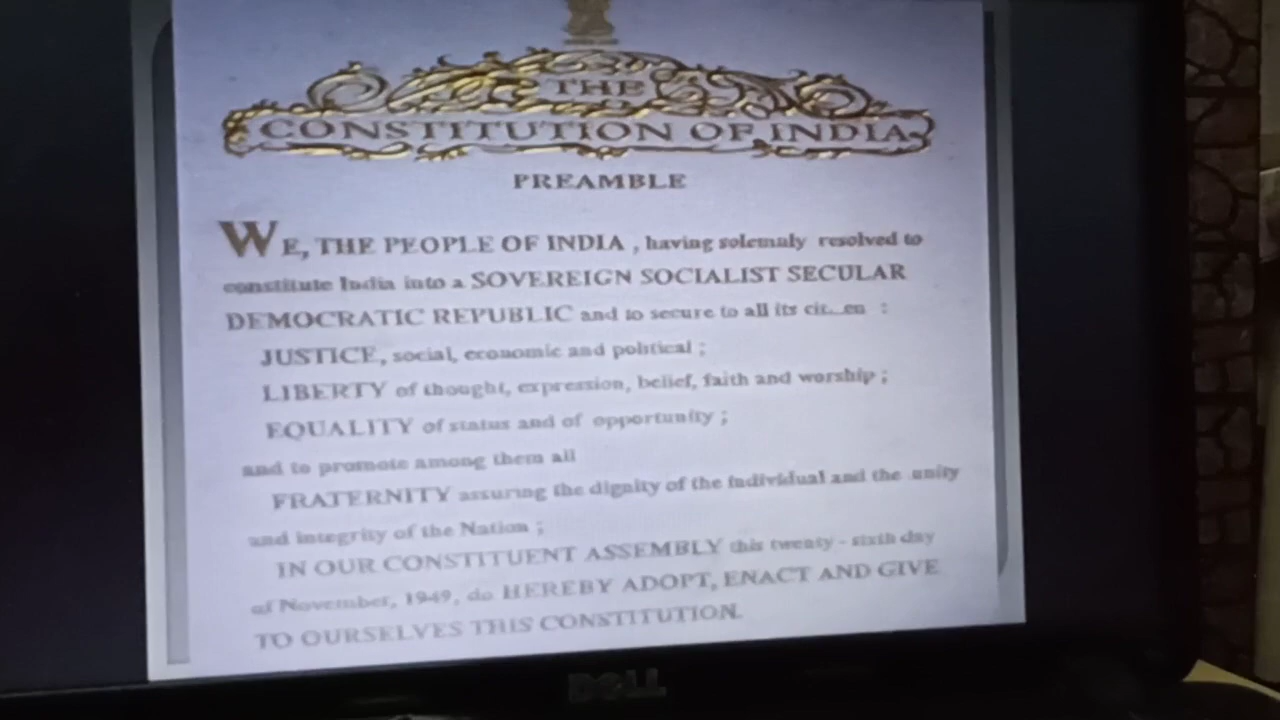 THE
CONSTITUTION OF INDIA
PREAMBLE
WE, THE PEOPLE OF INDIA , having solemnly resolved to
constitute India into a SOVEREIGN SOCIALIST SECULAR
DEMOCRATIC REPUBLIC and to secure to all its
JUSTICE, social, economic and political ;
LIBERTY of thought, expression, belief, faith and worship ;
EQUALITY of status and of opportunity ;
and to promote among them all
FRATERNITY assuring the dignity of the individual and the unity
and integrity of the Nation ;
IN OUR CONSTITUENT ASSEMBLY this twenty - sixth day
of November, 1949, do HEREBY ADOPT, ENACT AND GIVE
TO OURSELVES THIS CONSTITUTION.
DELL